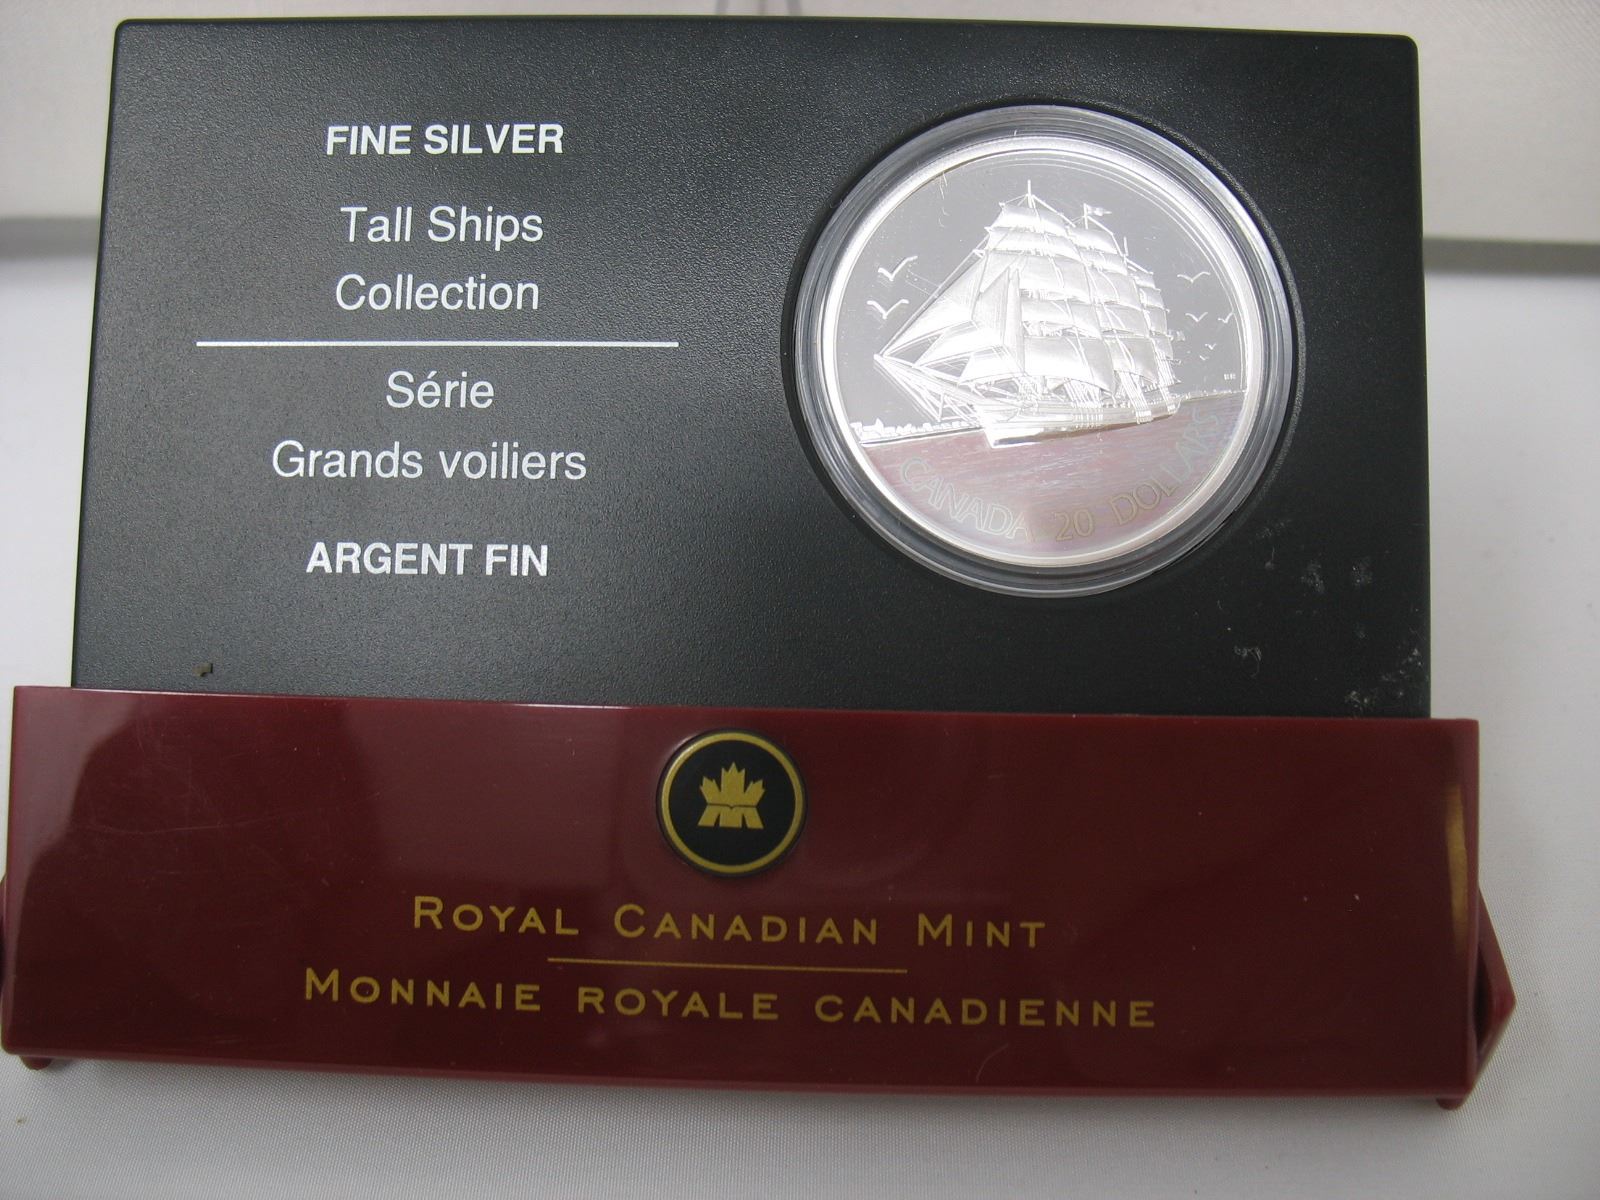 FINE SILVER
Tall Ships
Collection
Série
Grands voiliers
ARGENT FIN
CANADA 20 DOLLARS
ROYAL CANADIAN MINT
MONNAIE ROYALE CANADIENNE